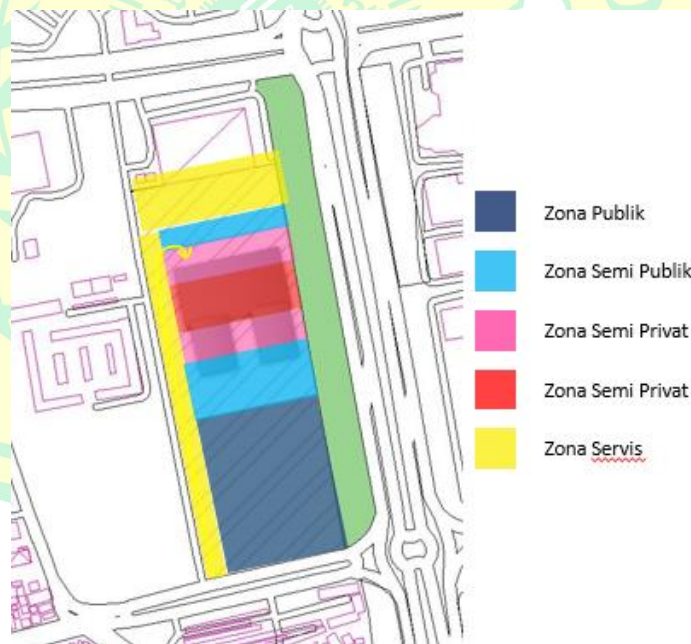 Zona Publik
Zona Semi Publik
Zona Semi Privat
Zona Semi Privat
Zona Servis